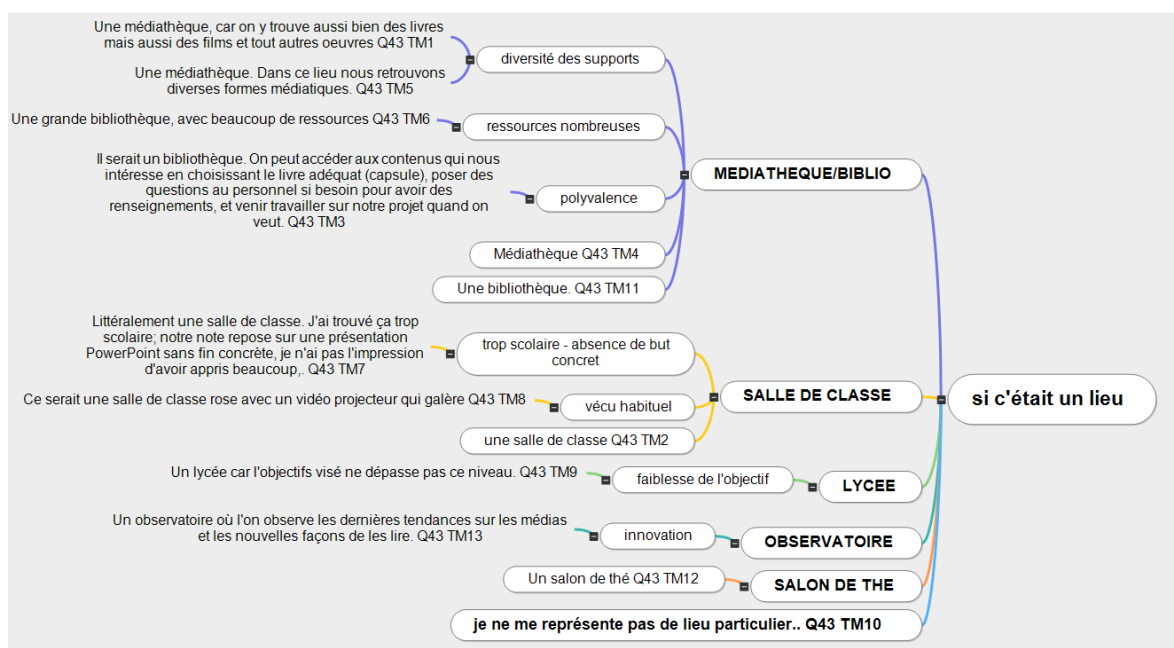 Une médiathèque, car on y trouve aussi bien des livres
mais aussi des films et tout autres oeuvres Q43 TM1
Une médiathèque. Dans ce lieu nous retrouvons
diverses formes médiatiques. Q43 TM5
diversité des supports
Une grande bibliothèque, avec beaucoup de ressources Q43 TM6
ressources nombreuses
Il serait un bibliothèque. On peut accéder aux contenus qui nous
intéresse en choisissant le livre adéquat (capsule), poser des
questions au personnel si besoin pour avoir des
renseignements, et venir travailler sur notre projet quand on
veut. Q43 TM3
polyvalence
Médiathèque Q43 TM4
Une bibliothèque. Q43 TM11
MEDIATHEQUE/BIBLIO
Littéralement une salle de classe. J'ai trouvé ça trop
scolaire; notre note repose sur une présentation
PowerPoint sans fin concrète, je n'ai pas l'impression
d'avoir appris beaucoup,. Q43 TM7
trop scolaire - absence de but
concret
Ce serait une salle de classe rose avec un vidéo projecteur qui galère Q43 TM8
vécu habituel
une salle de classe Q43 TM2
SALLE DE CLASSE
si c'était un lieu
Un lycée car l'objectifs visé ne dépasse pas ce niveau. Q43 TM9
faiblesse de l'objectif
LYCEE
Un observatoire où l'on observe les dernières tendances sur les médias
et les nouvelles façons de les lire. Q43 TM13
innovation
OBSERVATOIRE
Un salon de thé Q43 TM12
SALON DE THE
je ne me représente pas de lieu particulier.. Q43 TM10